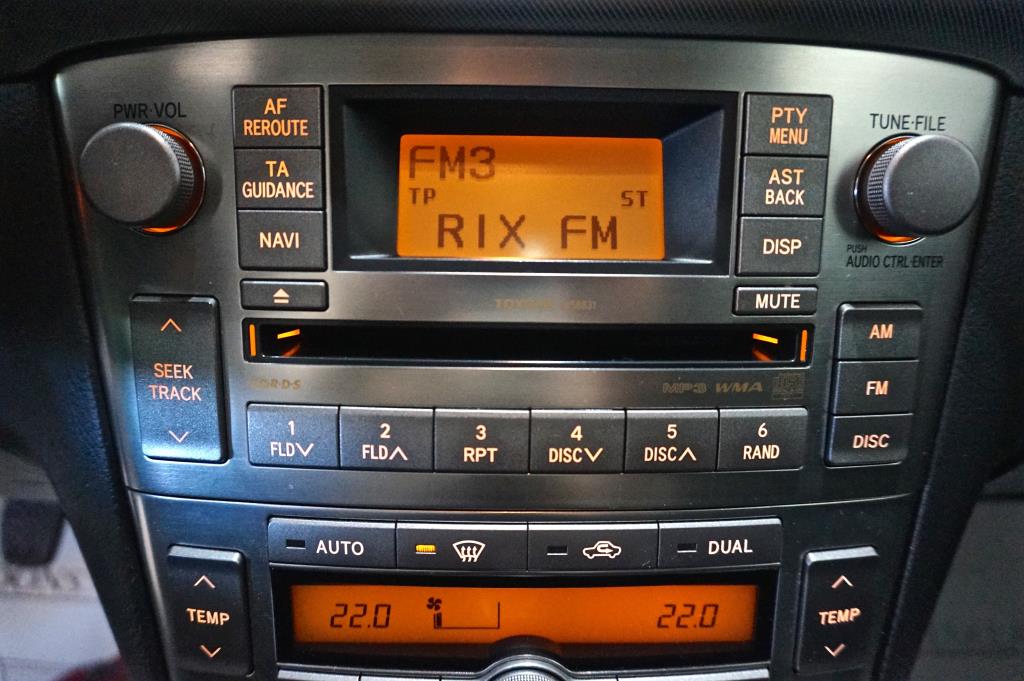 PWR·VOL
AF
REROUTE
TA
GUIDANCE
NAVI
FM3
TP
ST
RIX FM
PTY
MENU
AST
BACK
DISP
TUNE·FILE
PUSH
AUDIO CTRL·ENTER
TOYOTA
MUTE
SEEK
TRACK
R·D·S
MP3 WMA
AM
FM
DISC
1
FLD
2
FLD
3
RPT
4
DISC
5
DISC
6
RAND
AUTO
DUAL
TEMP
22.0
22.0
TEMP